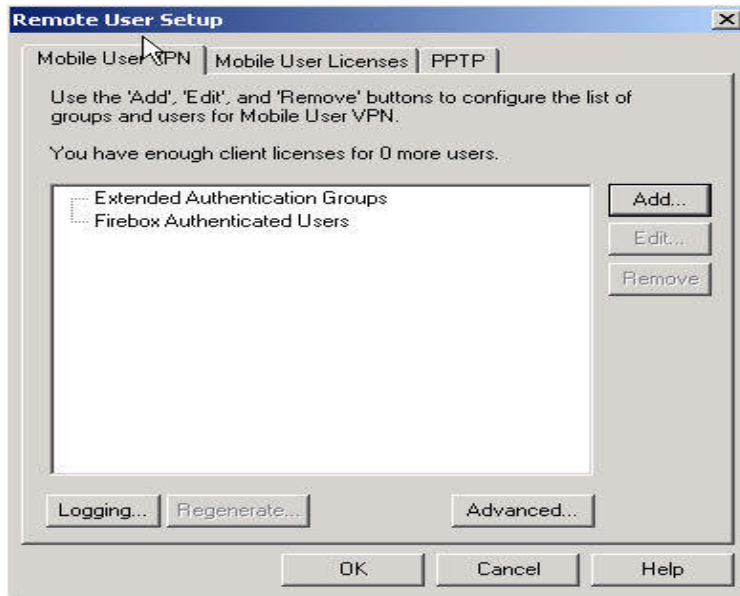 Remote User Setup
Mobile User VPN
Mobile User Licenses
PPTP
Use the 'Add', 'Edit', and 'Remove' buttons to configure the list of
groups and users for Mobile User VPN.
You have enough client licenses for 0 more users.
Extended Authentication Groups
Firebox Authenticated Users
Add...
Edit...
Remove
Logging...
Regenerate...
Advanced...
OK
Cancel
Help